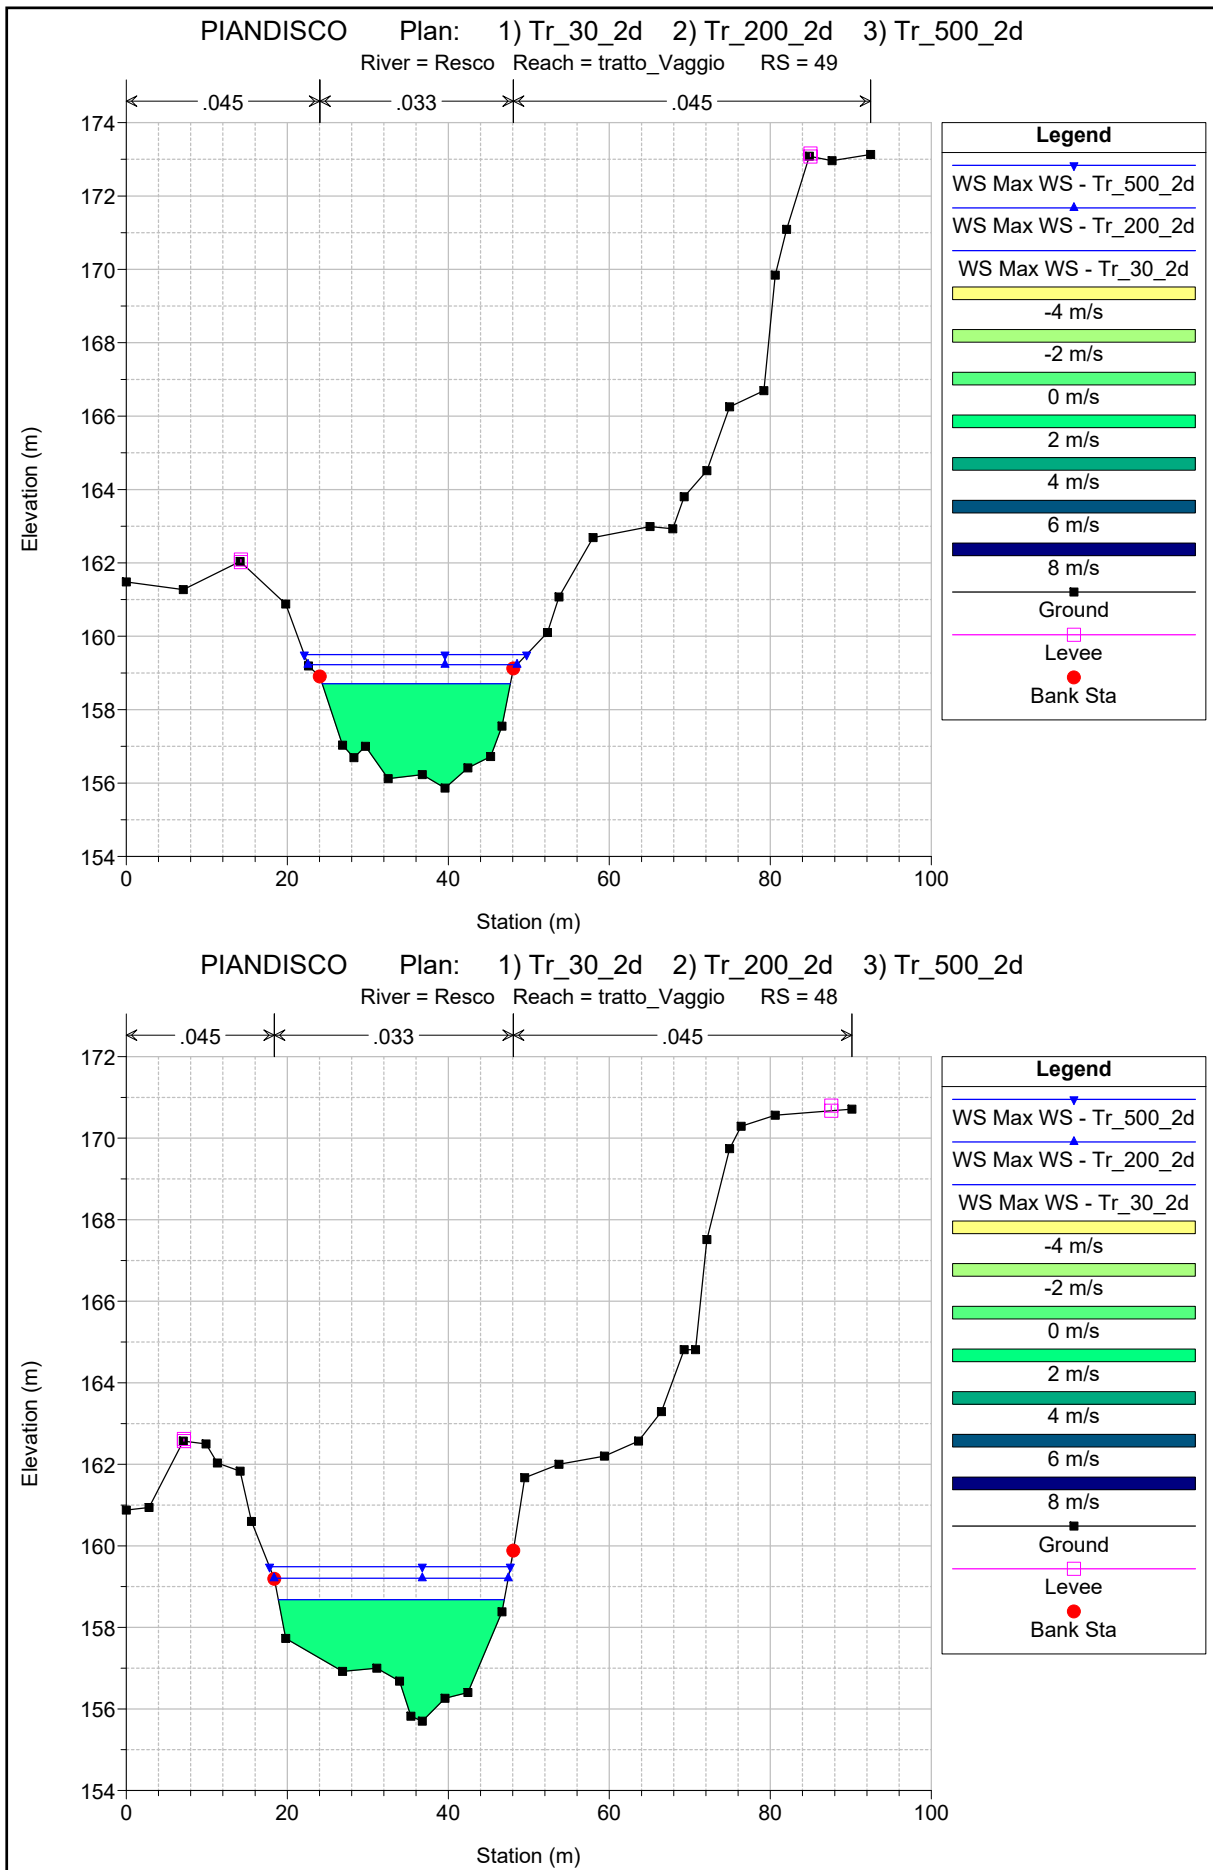 PIANDISCO Plan: 1) Tr_30_2d 2) Tr_200_2d 3) Tr_500_2d
River = Resco Reach = tratto_Vaggio RS = 49
.045 .033 .045
174
172
170
168
166
164
162
160
158
156
154
Elevation (m)
0 20 40 60 80 100
Station (m)
Legend
WS Max WS - Tr_500_2d
WS Max WS - Tr_200_2d
WS Max WS - Tr_30_2d
-4 m/s
-2 m/s
0 m/s
2 m/s
4 m/s
6 m/s
8 m/s
Ground
Levee
Bank Sta
PIANDISCO Plan: 1) Tr_30_2d 2) Tr_200_2d 3) Tr_500_2d
River = Resco Reach = tratto_Vaggio RS = 48
.045 .033 .045
172
170
168
166
164
162
160
158
156
154
Elevation (m)
0 20 40 60 80 100
Station (m)
Legend
WS Max WS - Tr_500_2d
WS Max WS - Tr_200_2d
WS Max WS - Tr_30_2d
-4 m/s
-2 m/s
0 m/s
2 m/s
4 m/s
6 m/s
8 m/s
Ground
Levee
Bank Sta